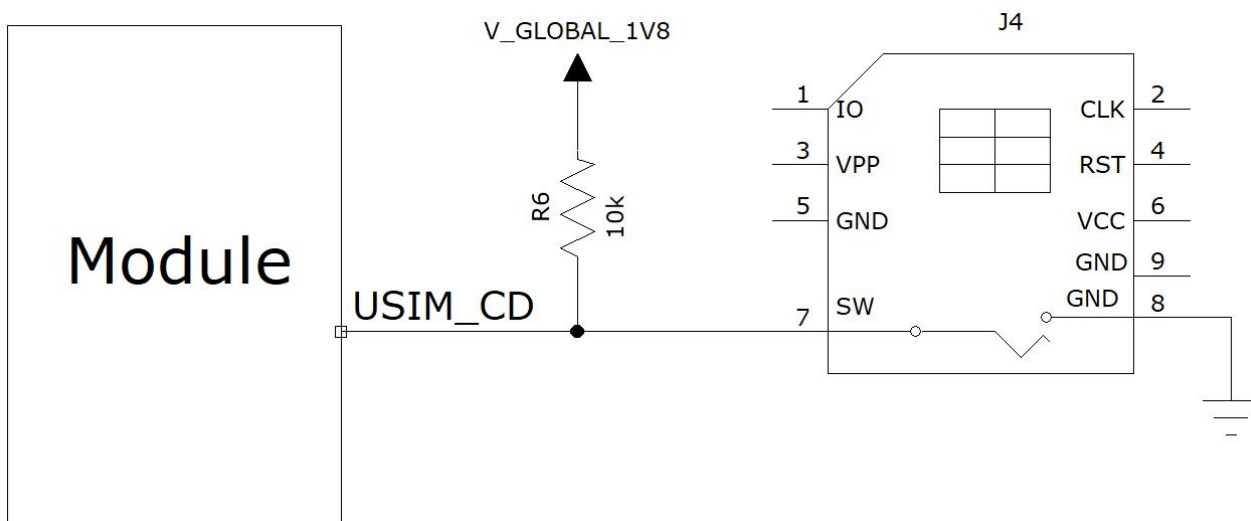 V_GLOBAL_1V8
R6
10k
Module
USIM_CD
J4
1 IO
CLK 2
3 VPP
RST 4
5 GND
VCC 6
GND 9
7 SW
GND 8